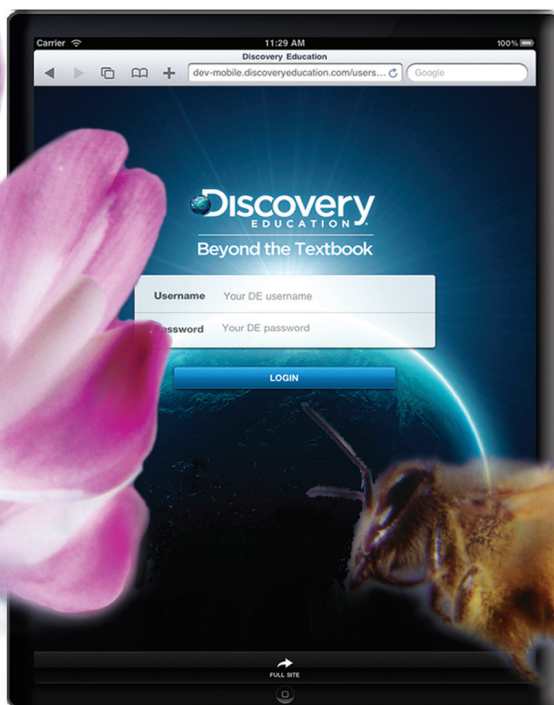 Carrier 11:29 AM 100%
Discovery Education
dev-mobile.discoveryeducation.com/users... Google
DISCOVERY
EDUCATION
Beyond the Textbook
Username Your DE username
Password Your DE password
LOGIN
FULL SITE